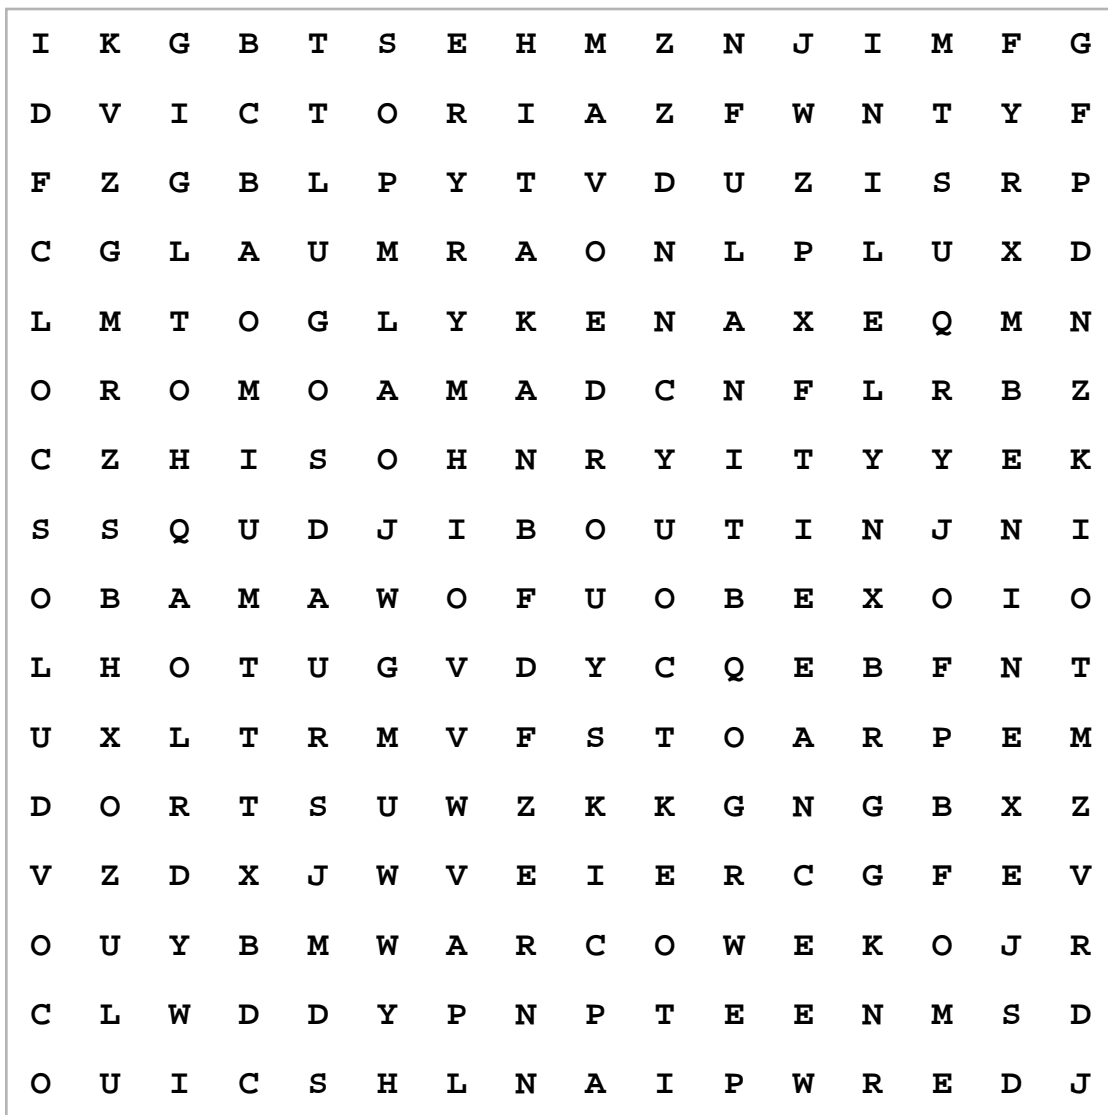 I K G B T S E H M Z N J I M F G
D V I C T O R I A Z F W N T Y F
F Z G B L P Y T V D U Z I S R P
C G L A U M R A O N L P L U X D
L M T O G L Y K E N A X E Q M N
O R O M O A M A D C N F L R B Z
C Z H I S O H N R Y I T Y Y E K
S S Q U D J I B O U T I N J N I
O B A M A W O F U O B E X O I O
L H O T U G V D Y C Q E B F N T
U X L T R M V F S T O A R P E M
D O R T S U W Z K K G N G B X Z
V Z D X J W V E I E R C G F E V
O U Y B M W A R C O W E K O J R
C L W D D Y P N P T E E N M S D
O U I C S H L N A I P W R E D J